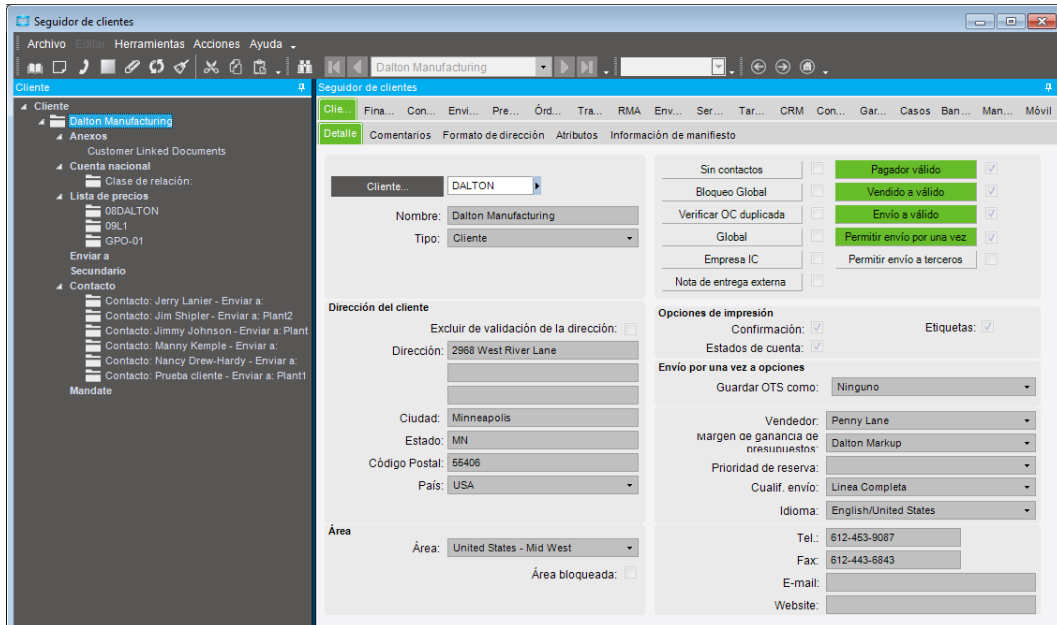 Seguidor de clientes
Archivo Editar Herramientas Acciones Ayuda
Dalton Manufacturing
Cliente
Cliente
Dalton Manufacturing
Anexos
Customer Linked Documents
Cuenta nacional
Clase de relación:
Lista de precios
08DALTON
09L1
GPO-01
Enviar a
Secundario
Contacto
Contacto: Jerry Lanier - Enviar a:
Contacto: Jim Shipler - Enviar a: Plant2
Contacto: Jimmy Johnson - Enviar a: Plant
Contacto: Manny Kemple - Enviar a:
Contacto: Nancy Drew-Hardy - Enviar a:
Contacto: Prueba cliente - Enviar a: Plant1
Mandate
Seguidor de clientes
Clie... Fina... Con... Envi... Pre... Órd... Tra... RMA Env... Ser... Tar... CRM Con... Gar... Casos Ban... Man... Móvil
Detalle Comentarios Formato de dirección Atributos Información de manifiesto
Cliente... DALTON
Nombre: Dalton Manufacturing
Tipo: Cliente
Sin contactos Pagador válido
Bloqueo Global Vendido a válido
Verificar OC duplicada Envío a válido
Global Permitir envío por una vez
Empresa IC Permitir envío a terceros
Nota de entrega externa
Dirección del cliente
Excluir de validación de la dirección:
Dirección: 2968 West River Lane
Ciudad: Minneapolis
Estado: MN
Código Postal: 55406
País: USA
Área
Área: United States - Mid West
Área bloqueada:
Opciones de impresión
Confirmación: Etiquetas:
Estados de cuenta:
Envío por una vez a opciones
Guardar OTS como: Ninguno
Vendedor: Penny Lane
Margen de ganancia de presupuestos: Dalton Markup
Prioridad de reserva:
Cualif. envío: Linea Completa
Idioma: English/United States
Tel.: 612-453-9087
Fax: 612-443-6843
E-mail:
Website: